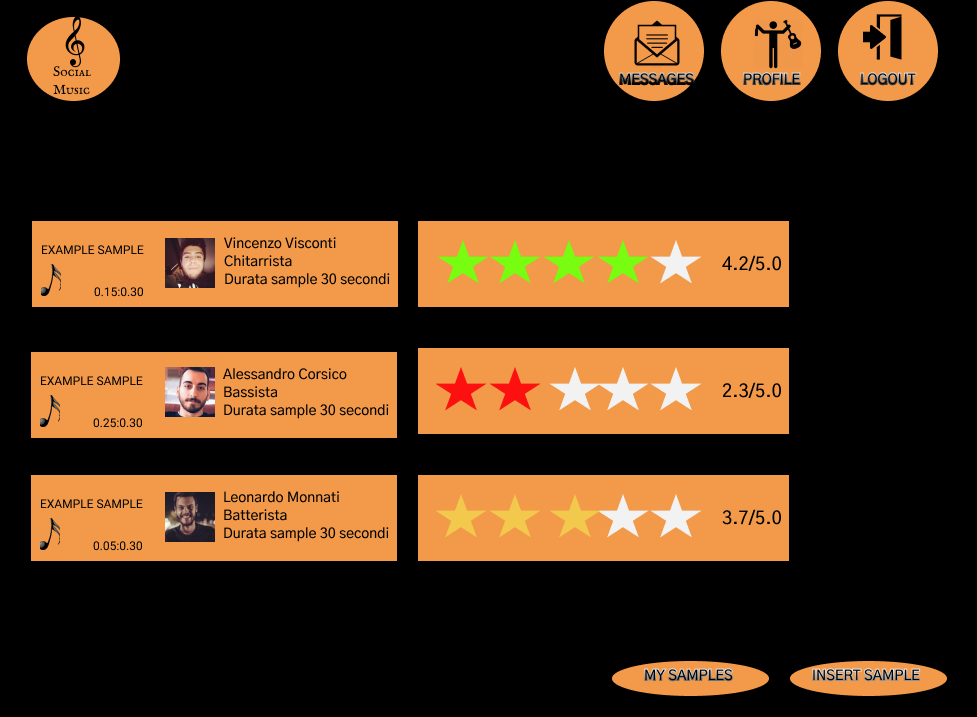 Social
Music
MESSAGES
PROFILE
LOGOUT
EXAMPLE SAMPLE
0.15:0.30
Vincenzo Visconti
Chitarrista
Durata sample 30 secondi
4.2/5.0
EXAMPLE SAMPLE
0.25:0.30
Alessandro Corsico
Bassista
Durata sample 30 secondi
2.3/5.0
EXAMPLE SAMPLE
0.05:0.30
Leonardo Monnati
Batterista
Durata sample 30 secondi
3.7/5.0
MY SAMPLES
INSERT SAMPLE